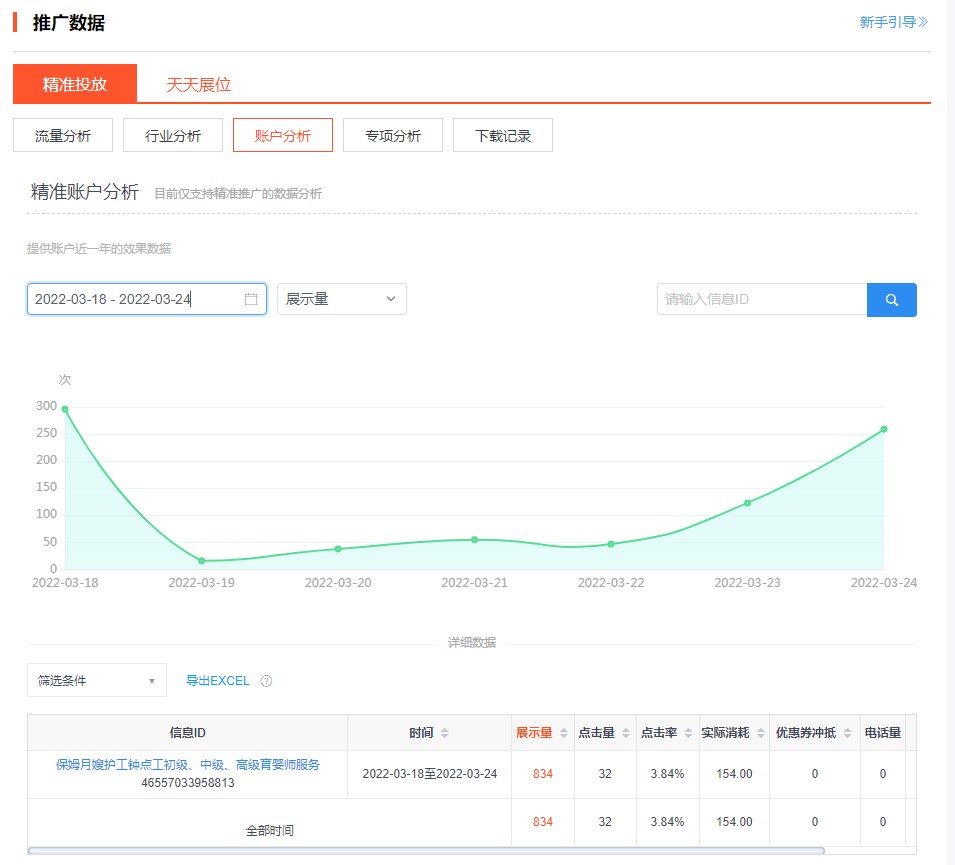 推广数据
新手引导
精准投放 天天展位
流量分析 行业分析 账户分析 专项分析 下载记录
精准账户分析 目前仅支持精准推广的数据分析
提供账户近一年的效果数据
2022-03-18 - 2022-03-24 展示量 请输入信息ID
次
300
250
200
150
100
50
0
2022-03-18 2022-03-19 2022-03-20 2022-03-21 2022-03-22 2022-03-23 2022-03-24
详细数据
筛选条件 导出EXCEL ?
信息ID 时间 展示量 点击量 点击率 实际消耗 优惠券冲抵 电话量
保姆月嫂护工钟点工初级、中级、高级育婴师服务
46557033958813 2022-03-18至2022-03-24 834 32 3.84% 154.00 0 0
全部时间 834 32 3.84% 154.00 0 0